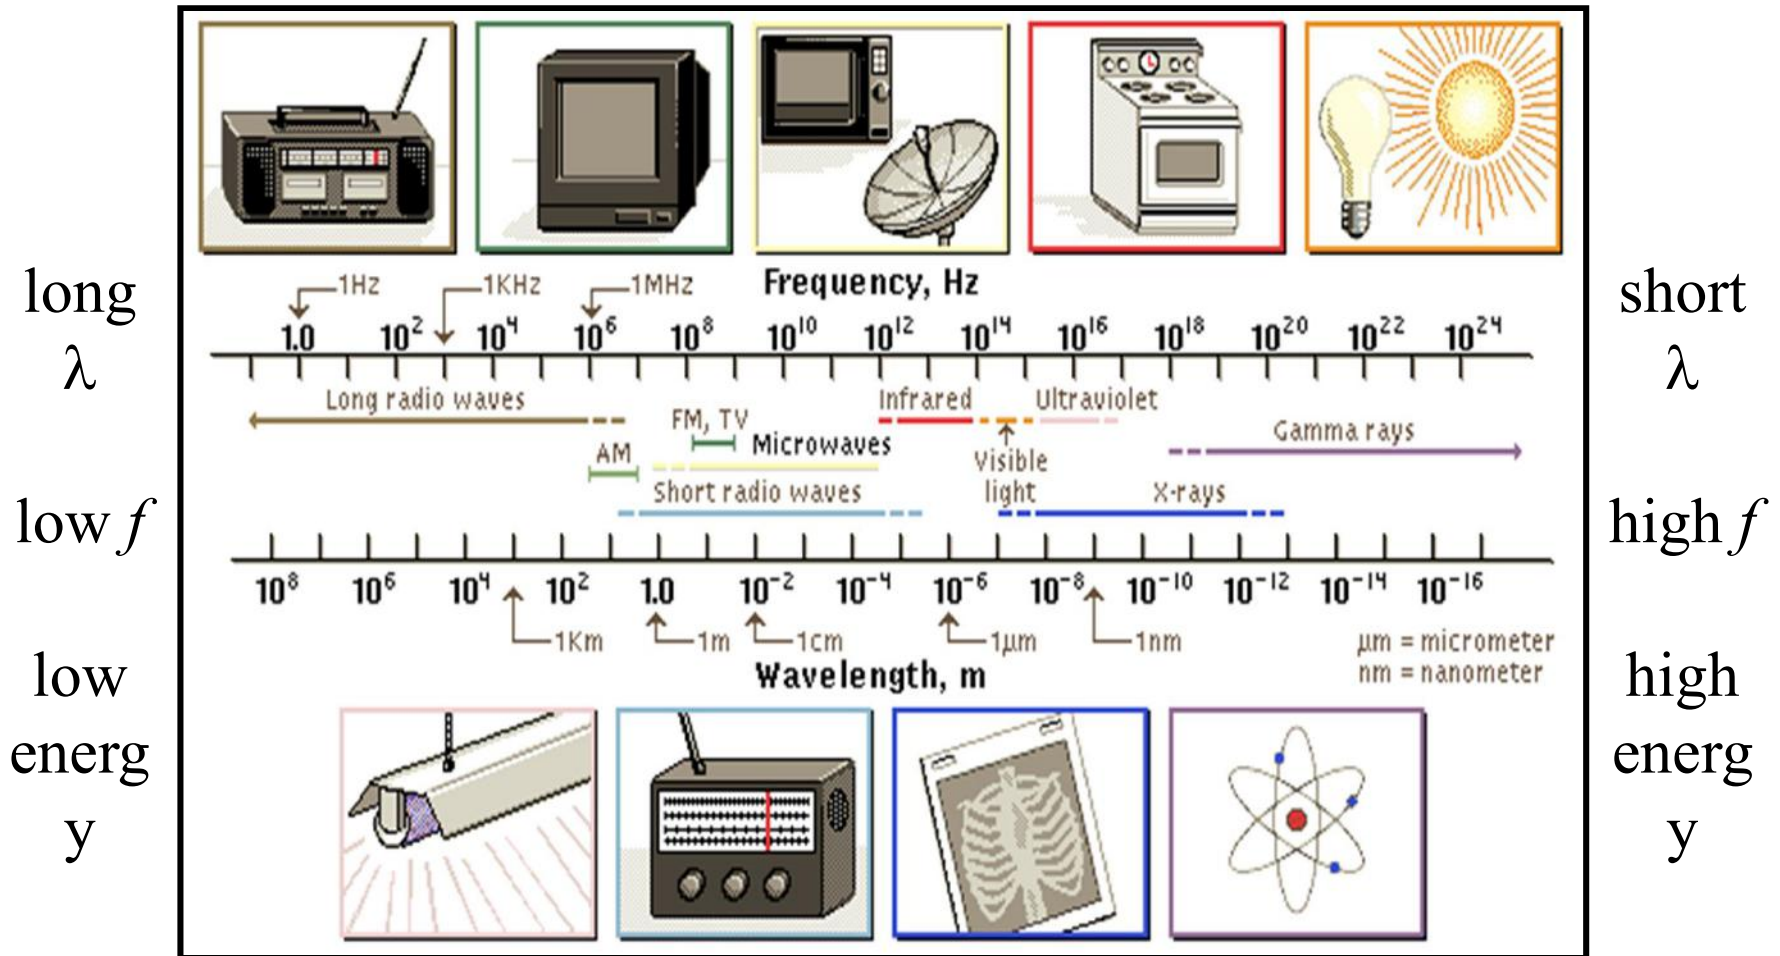 long
λ
low f
low
energ
y
1Hz 1KHz 1MHz Frequency, Hz
1.0 10² 10⁴ 10⁶ 10⁸ 10¹⁰ 10¹² 10¹⁴ 10¹⁶ 10¹⁸ 10²⁰ 10²² 10²⁴
Long radio waves
FM, TV
AM
Microwaves
Short radio waves
Infrared
Visible
light
Ultraviolet
X-rays
Gamma rays
10⁸ 10⁶ 10⁴ 10² 1.0 10⁻² 10⁻⁴ 10⁻⁶ 10⁻⁸ 10⁻¹⁰ 10⁻¹² 10⁻¹⁴ 10⁻¹⁶
1Km 1m 1cm 1µm 1nm
Wavelength, m
µm = micrometer
nm = nanometer
short
λ
high f
high
energ
y